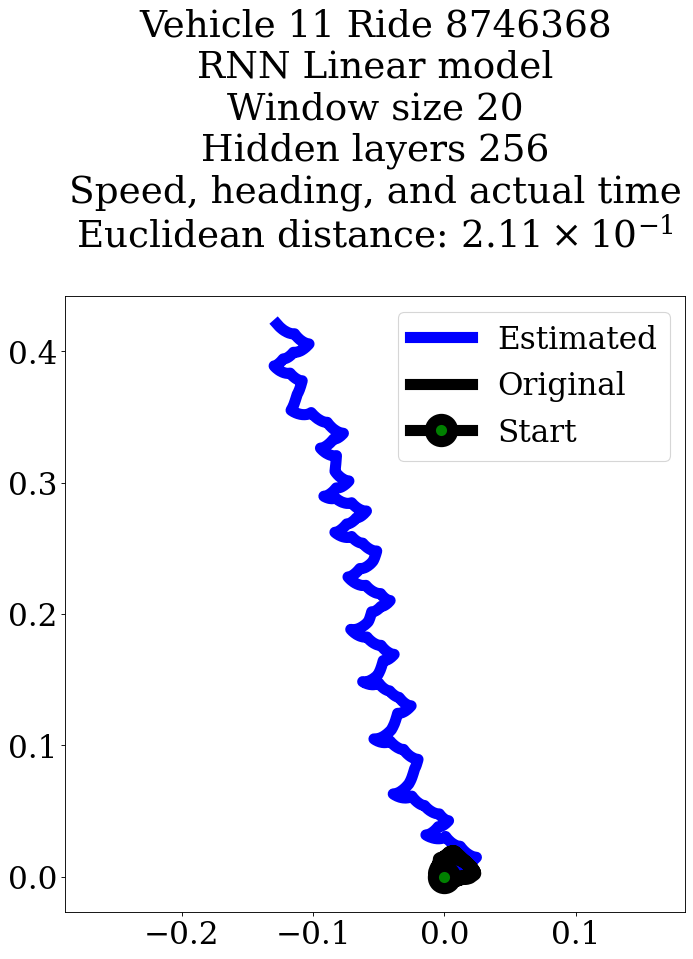 Vehicle 11 Ride 8746368
RNN Linear model
Window size 20
Hidden layers 256
Speed, heading, and actual time
Euclidean distance: 2.11 × 10⁻¹
Estimated
Original
Start
0.4
0.3
0.2
0.1
0.0
−0.2 −0.1 0.0 0.1